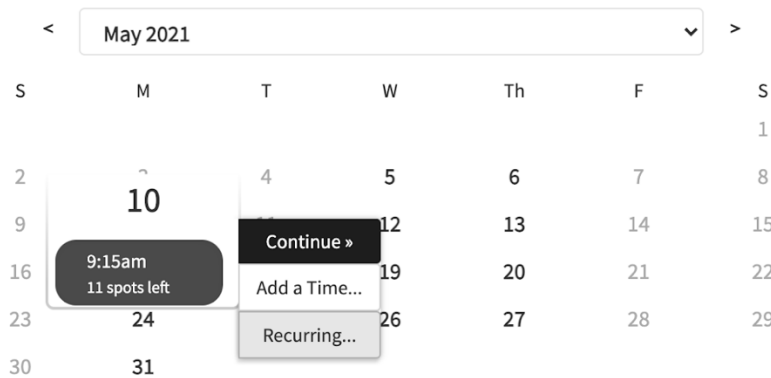 < May 2021 >
S M T W Th F S
1
2 4 5 6 7 8
10
9 12 13 14 15
Continue »
9:15am
11 spots left
16 19 20 21 22
Add a Time...
23 24 26 27 28 29
Recurring...
30 31